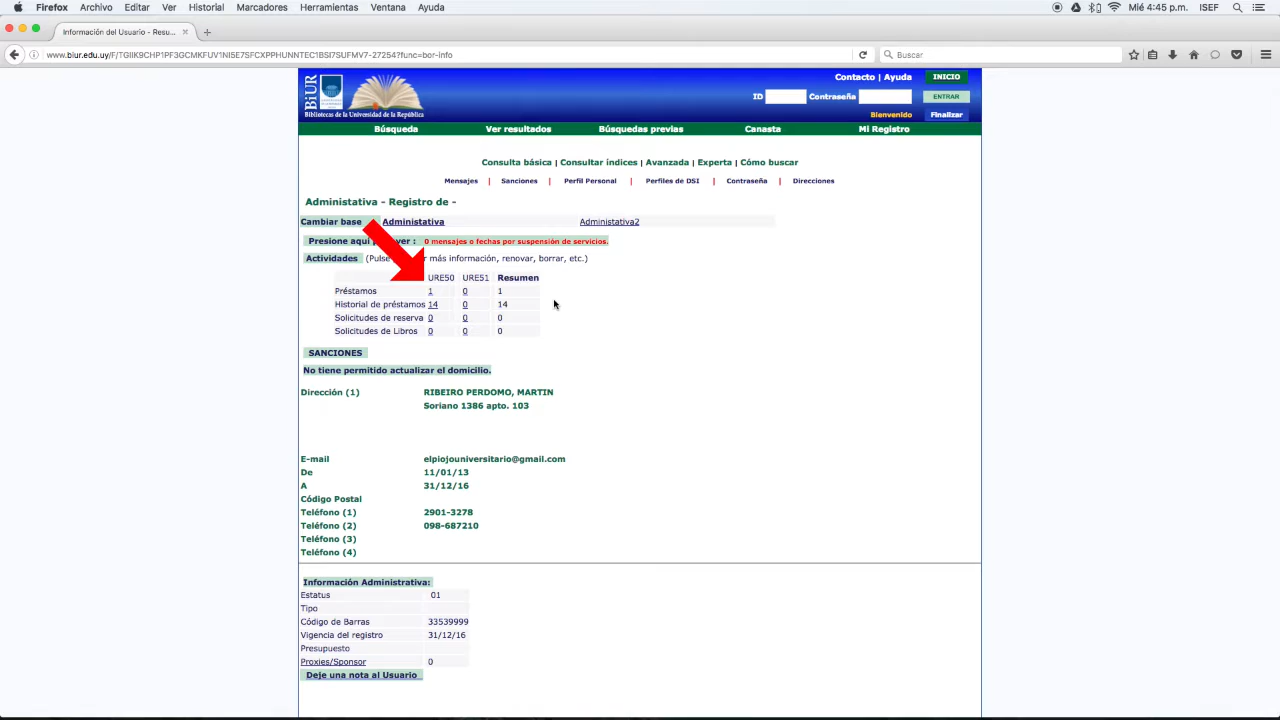 Firefox Archivo Editar Ver Historial Marcadores Herramientas Ventana Ayuda Mié 4:45 p.m. ISEF
Información del Usuario - Resu...
www.biur.edu.uy/F/TGIIK9CHP1PF3GCMKFUV1NISE7SFCXPPHUNNTEC1BSI7SUFMV7-27254?func=bor-info Buscar
Contacto | Ayuda INICIO
BiUR
ID Contraseña ENTRAR
Bibliotecas de la Universidad de la República Bienvenido Finalizar
Búsqueda Ver resultados Búsquedas previas Canasta Mi Registro
Consulta básica | Consultar índices | Avanzada | Experta | Cómo buscar
Mensajes | Sanciones | Perfil Personal | Perfiles de DSI | Contraseña | Direcciones
Administativa - Registro de -
Cambiar base Administativa Administativa2
Presione aquí p ver : 0 mensajes o fechas por suspensión de servicios.
Actividades (Pulse más información, renovar, borrar, etc.)
URE50 URE51 Resumen
Préstamos 1 0 1
Historial de préstamos 14 0 14
Solicitudes de reserva 0 0 0
Solicitudes de Libros 0 0 0
SANCIONES
No tiene permitido actualizar el domicilio.
Dirección (1) RIBEIRO PERDOMO, MARTIN
Soriano 1386 apto. 103
E-mail elpiojouniversitario@gmail.com
De 11/01/13
A 31/12/16
Código Postal
Teléfono (1) 2901-3278
Teléfono (2) 098-687210
Teléfono (3)
Teléfono (4)
Información Administrativa:
Estatus 01
Tipo
Código de Barras 33539999
Vigencia del registro 31/12/16
Presupuesto
Proxies/Sponsor 0
Deje una nota al Usuario